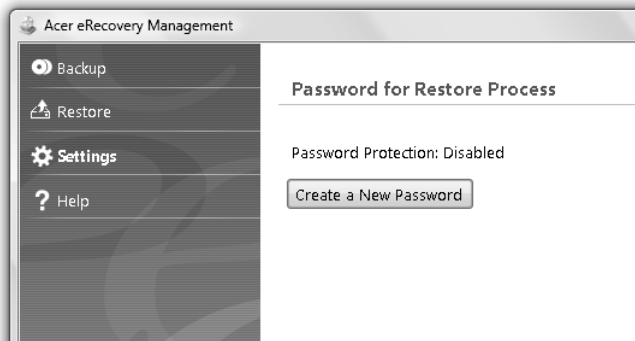 Acer eRecovery Management
Backup
Restore
Settings
Help
Password for Restore Process
Password Protection: Disabled
Create a New Password